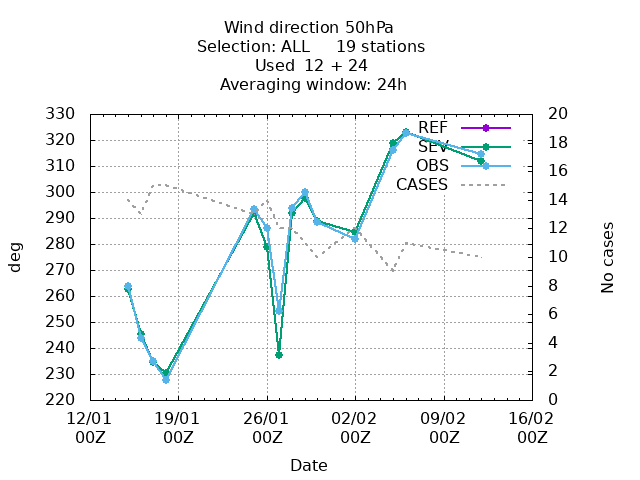 Wind direction 50hPa
Selection: ALL 19 stations
Used 12 + 24
Averaging window: 24h
330
320
310
300
290
280
270
260
250
240
230
220
deg
20
18
16
14
12
10
8
6
4
2
0
No cases
REF
SEV
OBS
CASES
12/01 19/01 26/01 02/02 09/02 16/02
00Z 00Z 00Z 00Z 00Z 00Z
Date